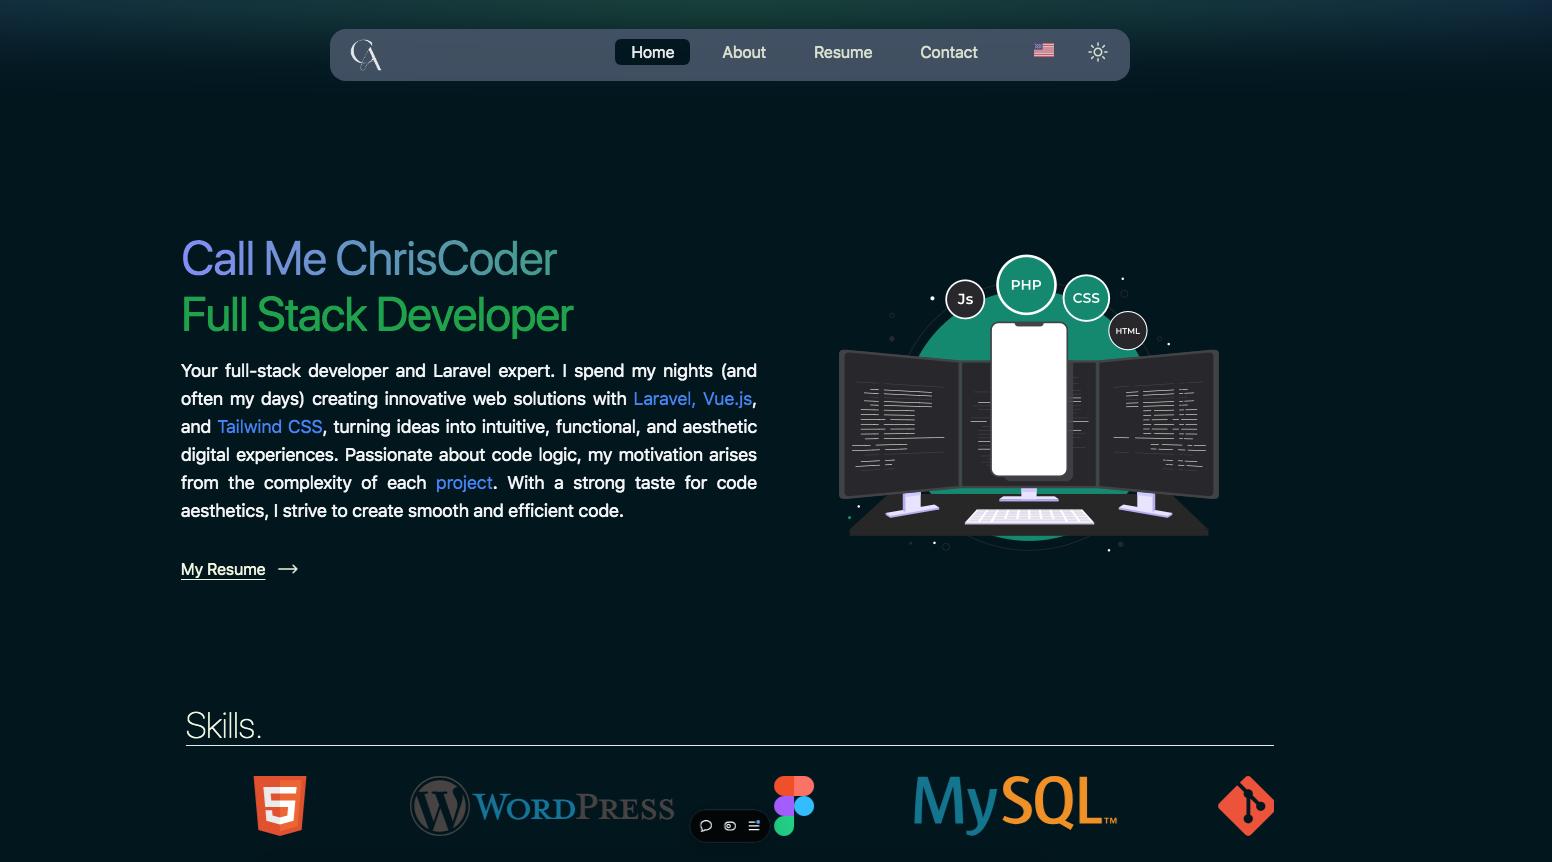 CA
Home About Resume Contact
Call Me ChrisCoder
Full Stack Developer
Your full-stack developer and Laravel expert. I spend my nights (and
often my days) creating innovative web solutions with Laravel, Vue.js,
and Tailwind CSS, turning ideas into intuitive, functional, and aesthetic
digital experiences. Passionate about code logic, my motivation arises
from the complexity of each project. With a strong taste for code
aesthetics, I strive to create smooth and efficient code.
My Resume
Js
PHP
CSS
HTML
Skills.
5
W WORDPRESS
MySQL™